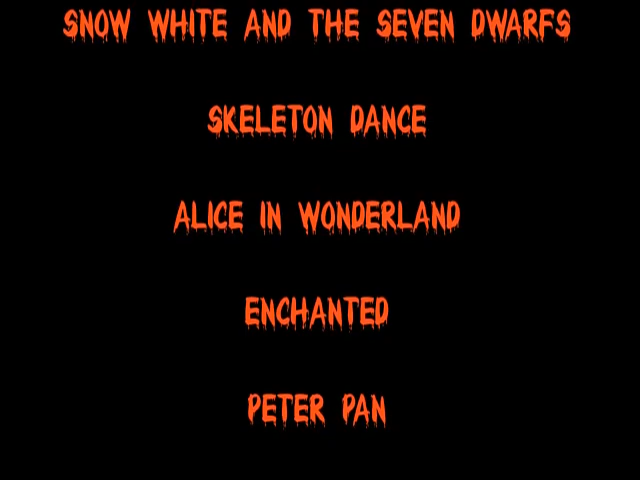 SNOW WHITE AND THE SEVEN DWARFS
SKELETON DANCE
ALICE IN WONDERLAND
ENCHANTED
PETER PAN